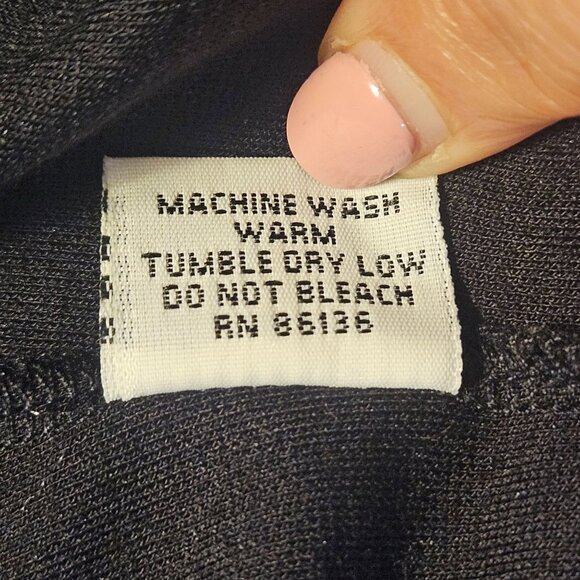 MACHINE WASH
WARM
TUMBLE DRY LOW
DO NOT BLEACH
RN 86136